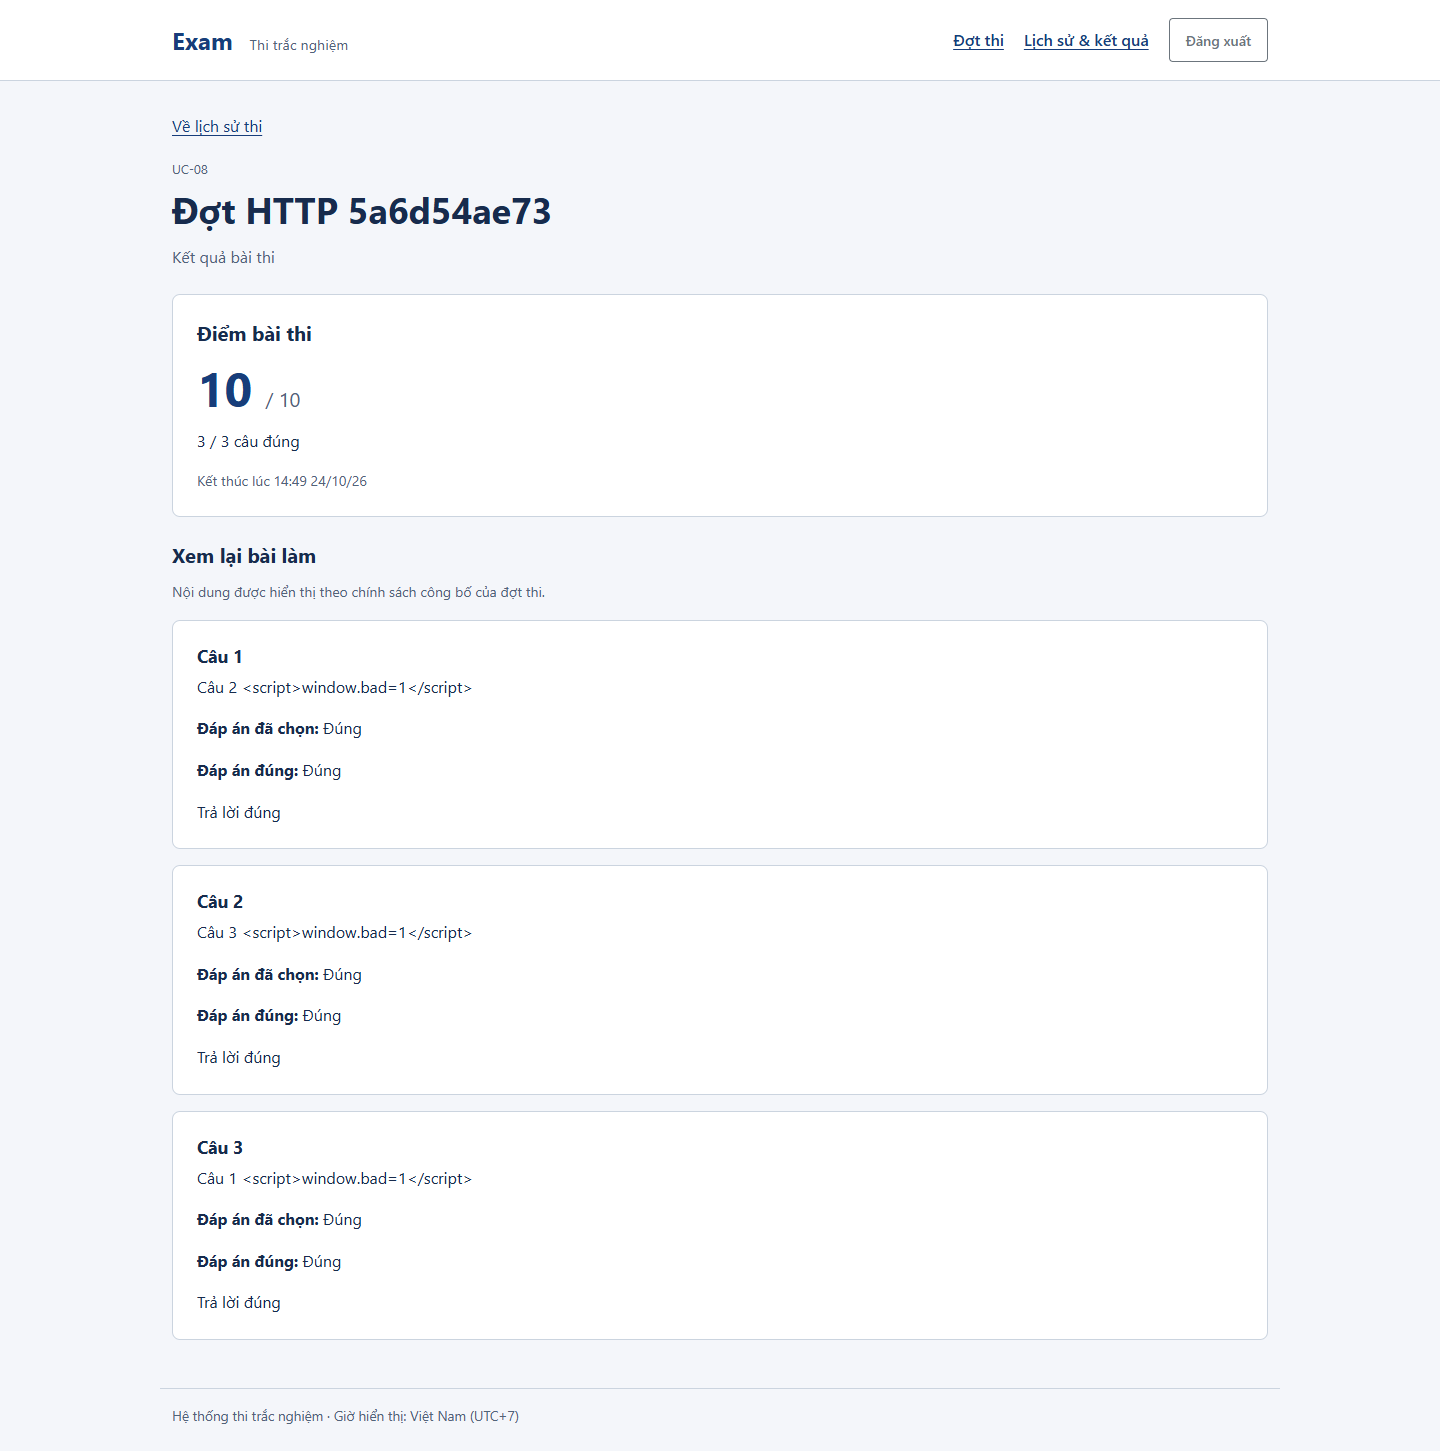 Exam Thi trắc nghiệm Đợt thi Lịch sử & kết quả Đăng xuất
Về lịch sử thi
UC-08
Đợt HTTP 5a6d54ae73
Kết quả bài thi
Điểm bài thi
10 / 10
3 / 3 câu đúng
Kết thúc lúc 14:49 24/10/26
Xem lại bài làm
Nội dung được hiển thị theo chính sách công bố của đợt thi.
Câu 1
Câu 2 <script>window.bad=1</script>
Đáp án đã chọn: Đúng
Đáp án đúng: Đúng
Trả lời đúng
Câu 2
Câu 3 <script>window.bad=1</script>
Đáp án đã chọn: Đúng
Đáp án đúng: Đúng
Trả lời đúng
Câu 3
Câu 1 <script>window.bad=1</script>
Đáp án đã chọn: Đúng
Đáp án đúng: Đúng
Trả lời đúng
Hệ thống thi trắc nghiệm · Giờ hiển thị: Việt Nam (UTC+7)